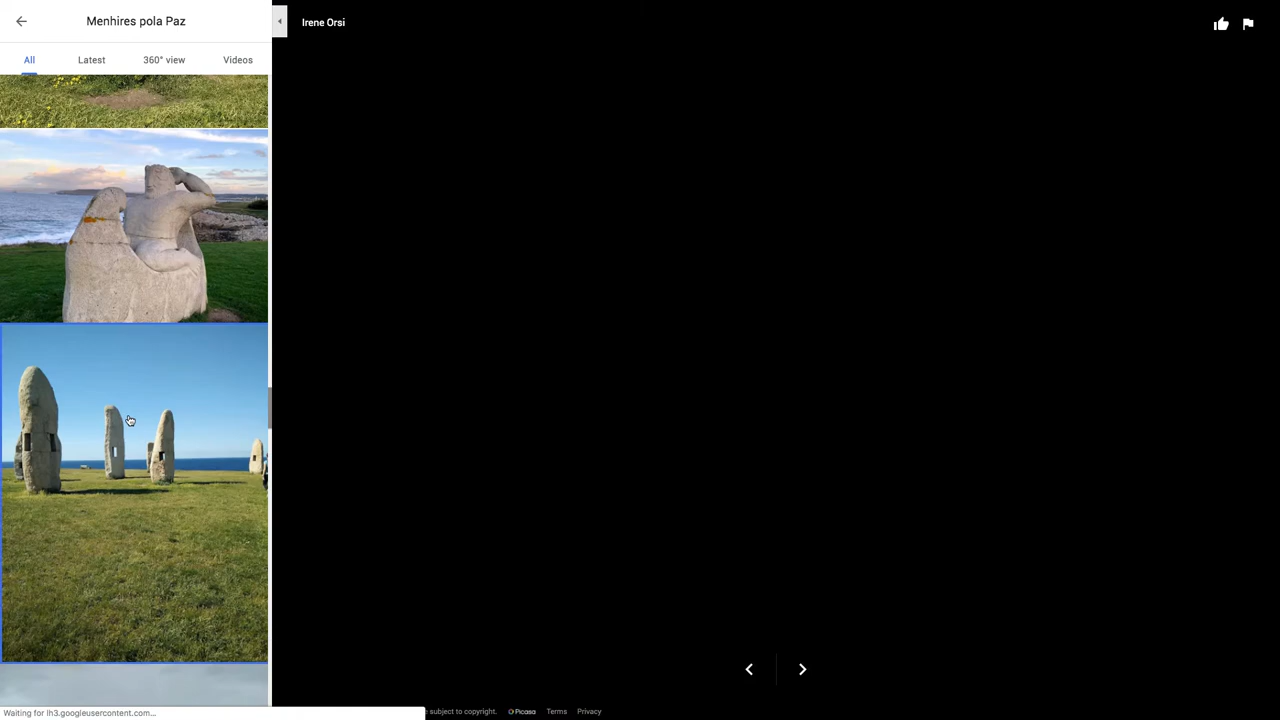 Menhires pola Paz
Irene Orsi
All
Latest
360° view
Videos
Waiting for lh3.googleusercontent.com...
subject to copyright.
Picasa
Terms
Privacy